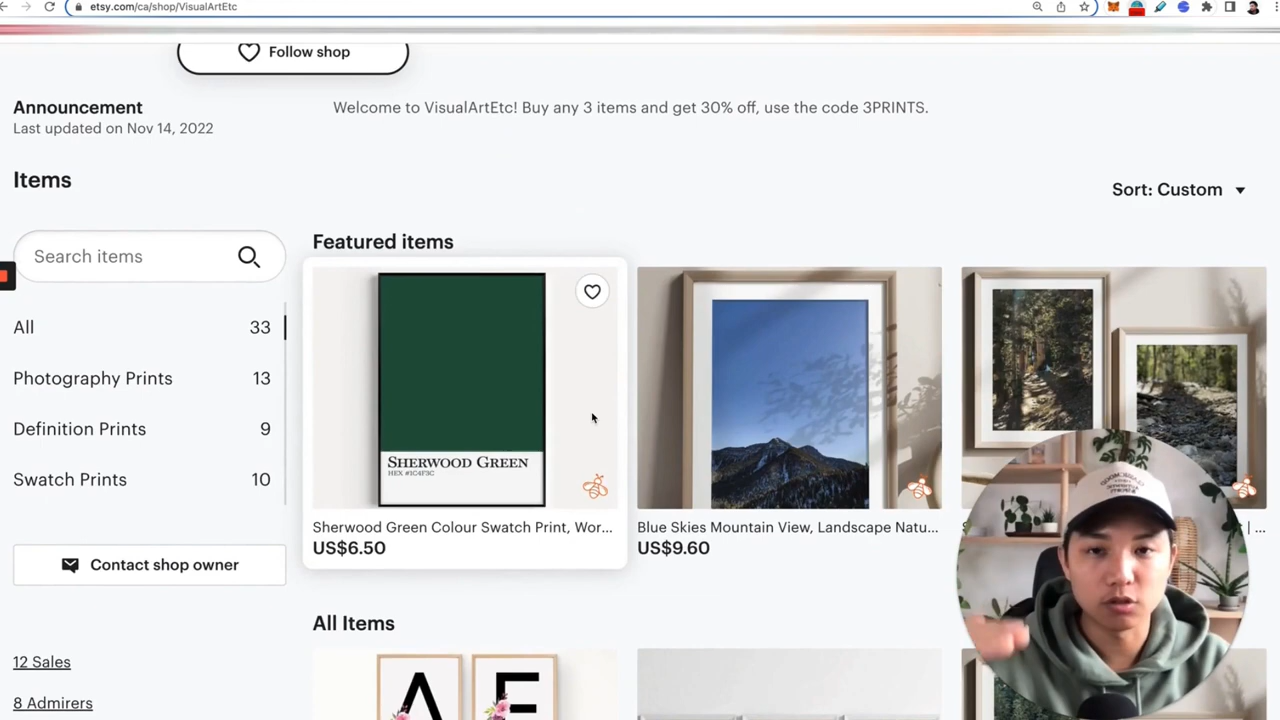 etsy.com/ca/shop/VisualArtEtc
Follow shop
Announcement
Last updated on Nov 14, 2022
Welcome to VisualArtEtc! Buy any 3 items and get 30% off, use the code 3PRINTS.
Items
Sort: Custom
Search items
Featured items
All 33
Photography Prints 13
Definition Prints 9
Swatch Prints 10
SHERWOOD GREEN
HEX #1C4F3C
Sherwood Green Colour Swatch Print, Wor...
US$6.50
Blue Skies Mountain View, Landscape Natu...
US$9.60
| ...
Contact shop owner
All Items
12 Sales
8 Admirers
A F